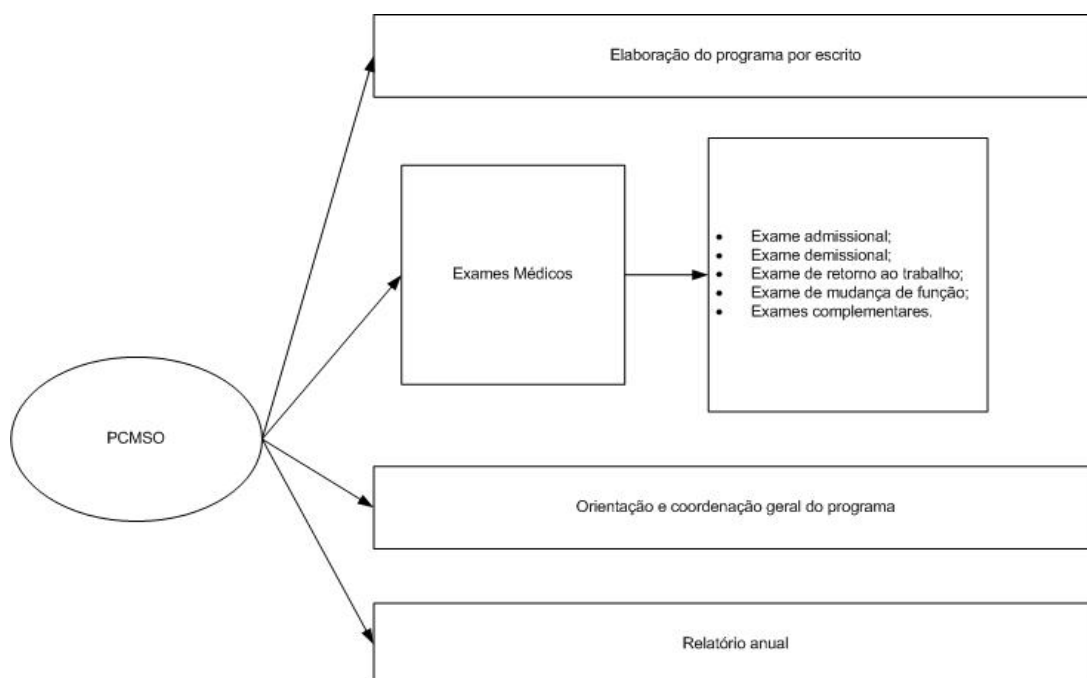 Elaboração do programa por escrito
Exames Médicos
• Exame admissional;
• Exame demissional;
• Exame de retorno ao trabalho;
• Exame de mudança de função;
• Exames complementares.
PCMSO
Orientação e coordenação geral do programa
Relatório anual